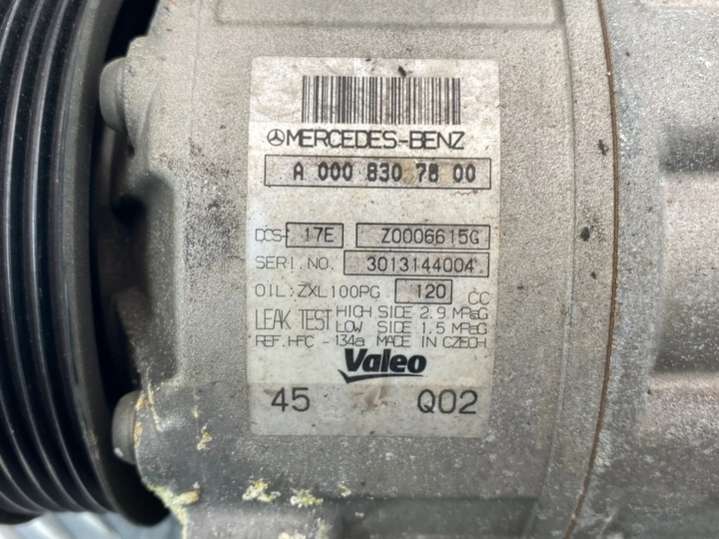 MERCEDES-BENZ
A 000 830 78 00
DCS- 17E Z0006615G
SERI.NO. 3013144004
OIL:ZXL100PG 120 CC
LEAK TEST HIGH SIDE 2.9 MPaG
LOW SIDE 1.5 MPaG
REF.HFC - 134a MADE IN CZECH
Valeo
45 Q02